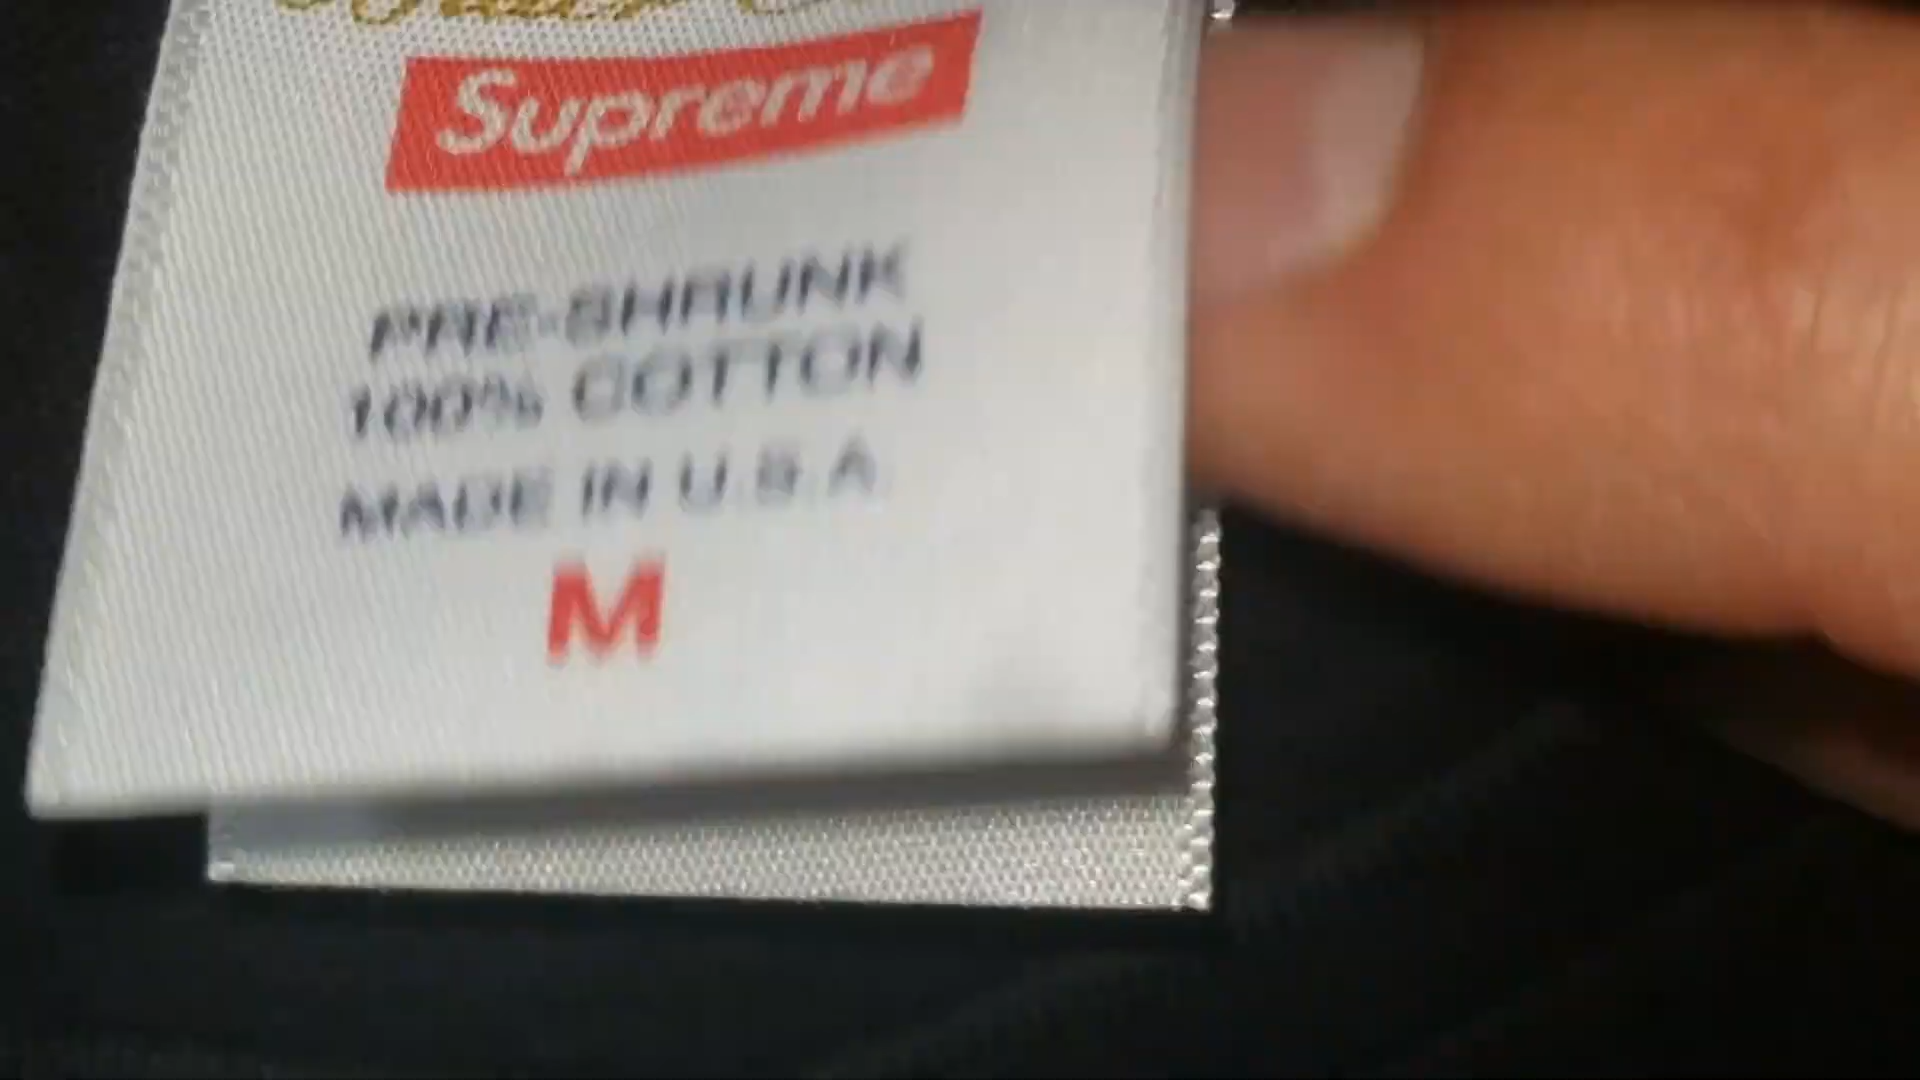 Supreme
PRE-SHRUNK
100% COTTON
MADE IN U.S.A.
M